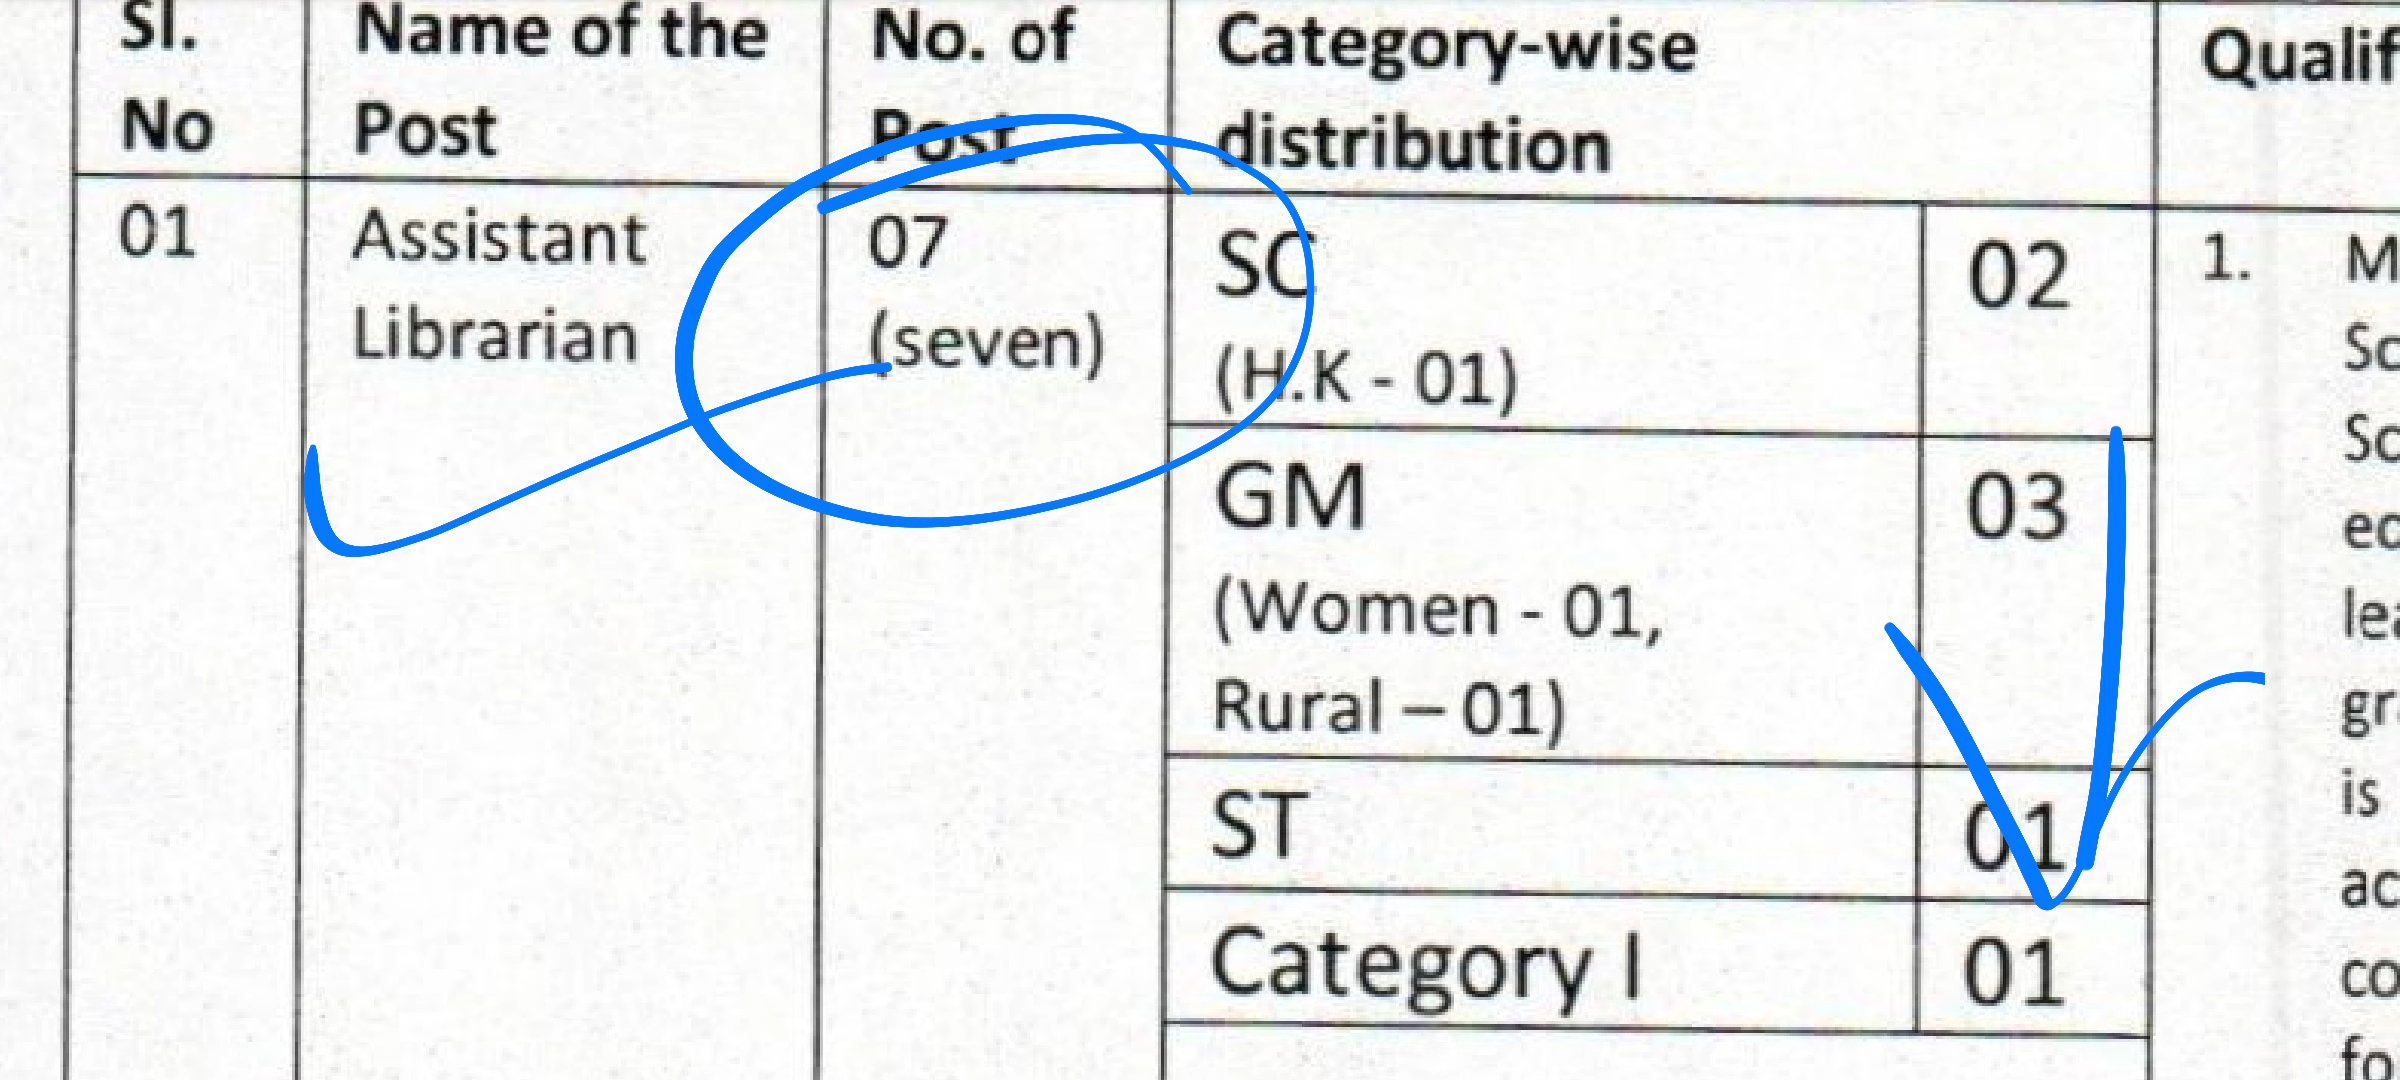 Sl.
No
Name of the
Post
No. of
Post
Category-wise
distribution
01
Assistant
Librarian
07
(seven)
SC
(H.K - 01)
02
GM
(Women - 01,
Rural – 01)
03
ST
01
Category I
01
1.
is